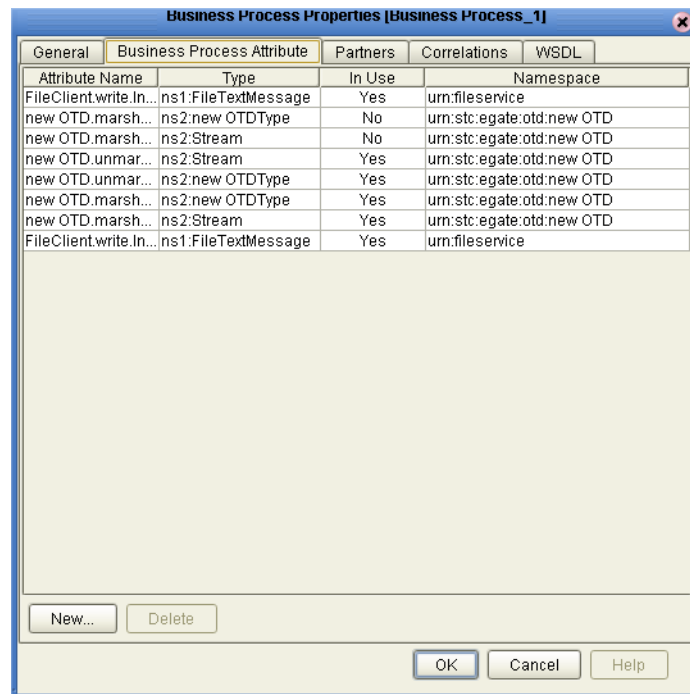 Business Process Properties [Business Process_1]
General Business Process Attribute Partners Correlations WSDL
Attribute Name Type In Use Namespace
FileClient.write.In... ns1:FileTextMessage Yes urn:fileservice
new OTD.marsh... ns2:new OTDType No urn:stc:egate:otd:new OTD
new OTD.marsh... ns2:Stream No urn:stc:egate:otd:new OTD
new OTD.unmar... ns2:Stream Yes urn:stc:egate:otd:new OTD
new OTD.unmar... ns2:new OTDType Yes urn:stc:egate:otd:new OTD
new OTD.marsh... ns2:new OTDType Yes urn:stc:egate:otd:new OTD
new OTD.marsh... ns2:Stream Yes urn:stc:egate:otd:new OTD
FileClient.write.In... ns1:FileTextMessage Yes urn:fileservice
New... Delete
OK Cancel Help